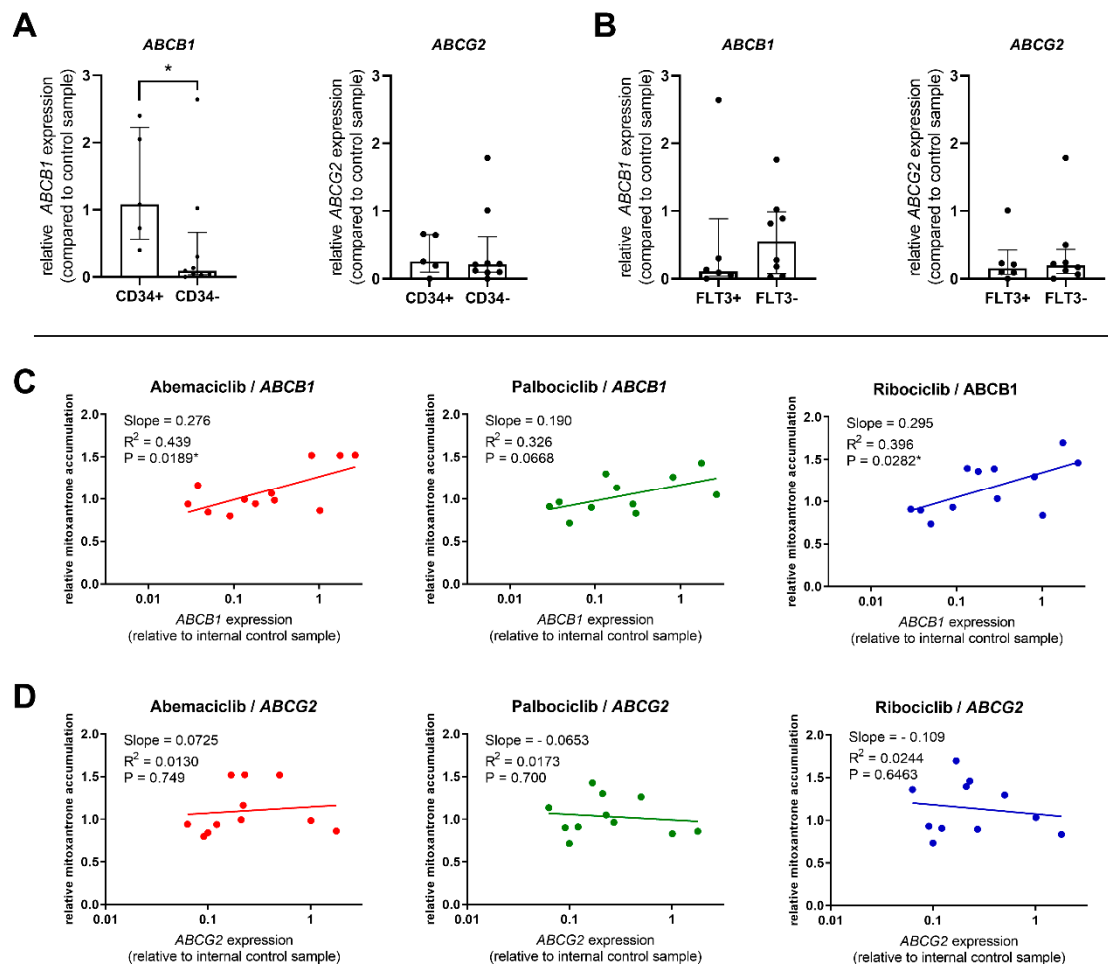 A
B
ABCB1
ABCG2
ABCB1
ABCG2
relative ABCB1 expression
(compared to control sample)
3
2
1
0
*
CD34+ CD34-
relative ABCG2 expression
(compared to control sample)
3
2
1
0
CD34+ CD34-
relative ABCB1 expression
(compared to control sample)
3
2
1
0
FLT3+ FLT3-
relative ABCG2 expression
(compared to control sample)
3
2
1
0
FLT3+ FLT3-
C
Abemaciclib / ABCB1
relative mitoxantrone accumulation
2.0
1.5
1.0
0.5
0.0
Slope = 0.276
R2 = 0.439
P = 0.0189*
0.01 0.1 1
ABCB1 expression
(relative to internal control sample)
Palbociclib / ABCB1
relative mitoxantrone accumulation
2.0
1.5
1.0
0.5
0.0
Slope = 0.190
R2 = 0.326
P = 0.0668
0.01 0.1 1
ABCB1 expression
(relative to internal control sample)
Ribociclib / ABCB1
relative mitoxantrone accumulation
2.0
1.5
1.0
0.5
0.0
Slope = 0.295
R2 = 0.396
P = 0.0282*
0.01 0.1 1
ABCB1 expression
(relative to internal control sample)
D
Abemaciclib / ABCG2
relative mitoxantrone accumulation
2.0
1.5
1.0
0.5
0.0
Slope = 0.0725
R2 = 0.0130
P = 0.749
0.01 0.1 1
ABCG2 expression
(relative to internal control sample)
Palbociclib / ABCG2
relative mitoxantrone accumulation
2.0
1.5
1.0
0.5
0.0
Slope = - 0.0653
R2 = 0.0173
P = 0.700
0.01 0.1 1
ABCG2 expression
(relative to internal control sample)
Ribociclib / ABCG2
relative mitoxantrone accumulation
2.0
1.5
1.0
0.5
0.0
Slope = - 0.109
R2 = 0.0244
P = 0.6463
0.01 0.1 1
ABCG2 expression
(relative to internal control sample)